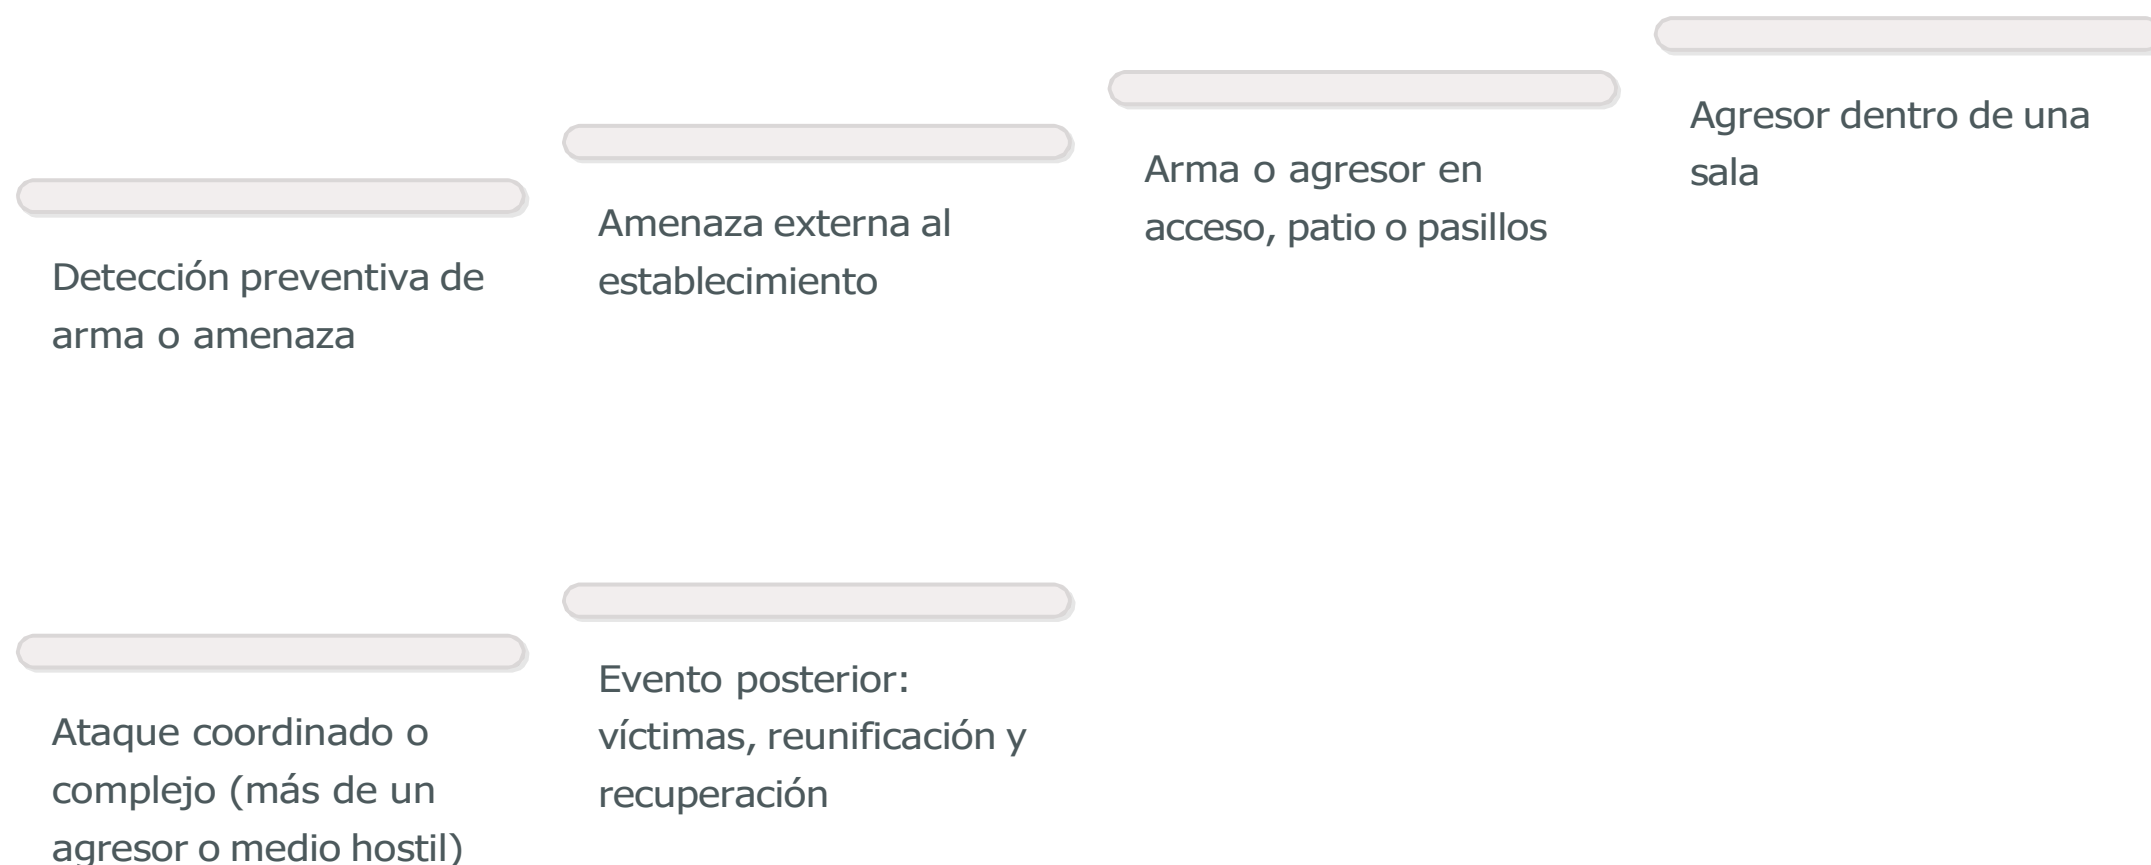 Detección preventiva de
arma o amenaza
Amenaza externa al
establecimiento
Arma o agresor en
acceso, patio o pasillos
Agresor dentro de una
sala
Ataque coordinado o
complejo (más de un
agresor o medio hostil)
Evento posterior:
víctimas, reunificación y
recuperación